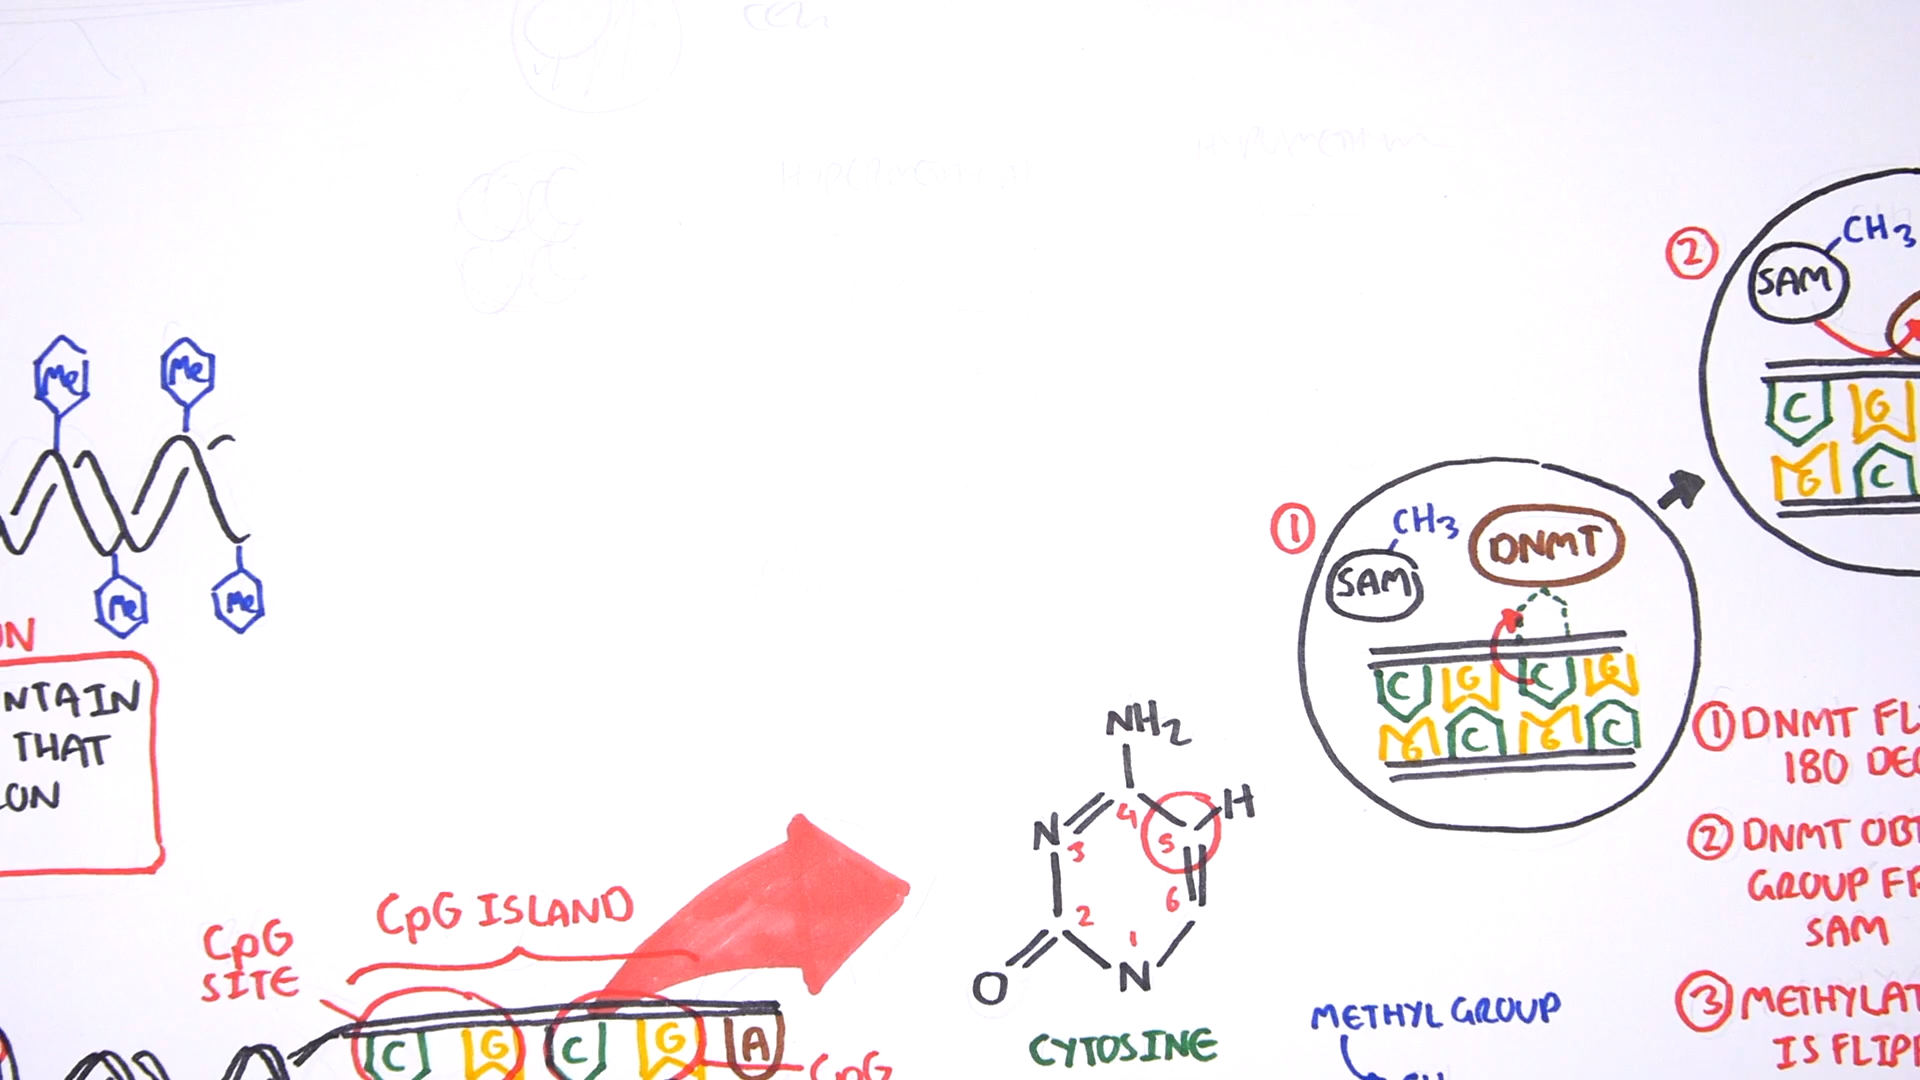 Me
Me
Me
Me
NTAIN
THAT
CpG ISLAND
CpG
SITE
C
G
C
G
A
CpG
NH2
N
3
4
5
H
6
2
1
O
N
CYTOSINE
1
CH3
SAM
DNMT
C
G
C
G
G
C
G
C
2
CH3
SAM
C
G
G
C
1 DNMT FL
180 DE
2 DNMT OB
GROUP F
SAM
3 METHYLAT
IS FLIP
METHYL GROUP